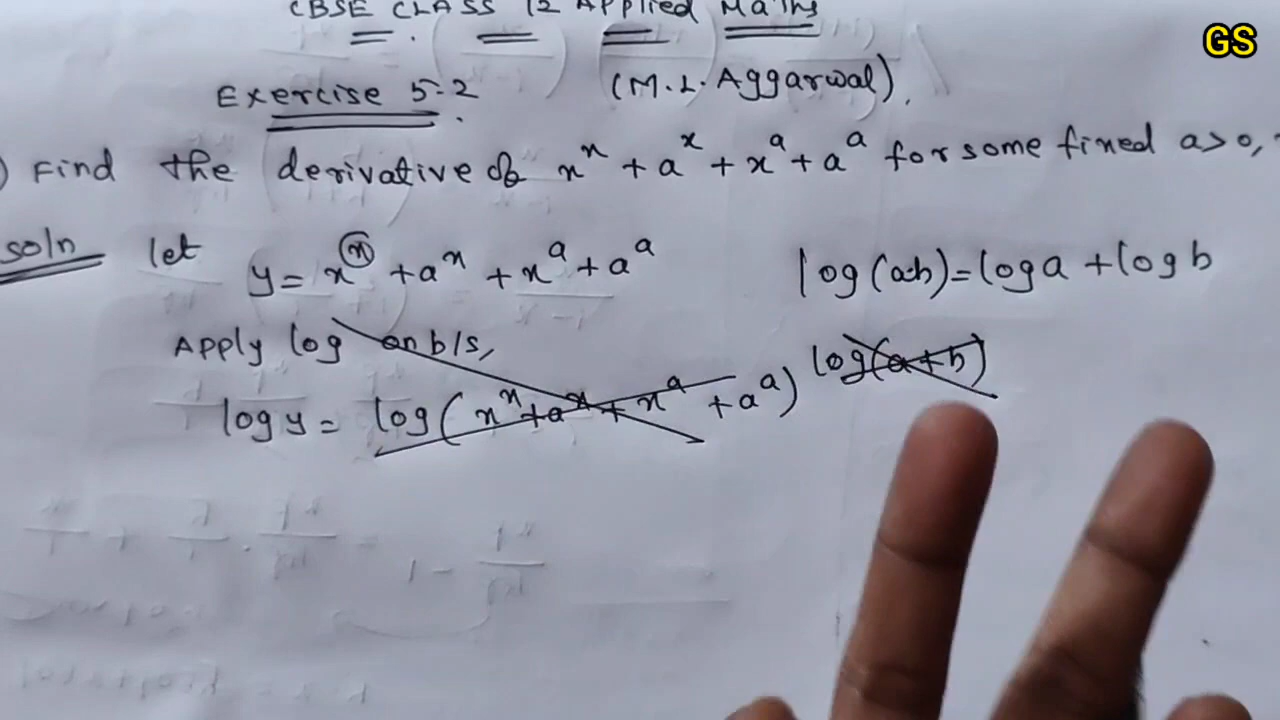 CBSE CLASS 12 Applied Maths
GS
Exercise 5.2 (M.L. Aggarwal).
) Find the derivative of x^x + a^x + x^a + a^a for some fixed a>0,
soln let
y = x^x + a^x + x^a + a^a log(ab) = log a + log b
Apply log on b/s,
log y = log(x^x + a^x + x^a + a^a) log(a+b)